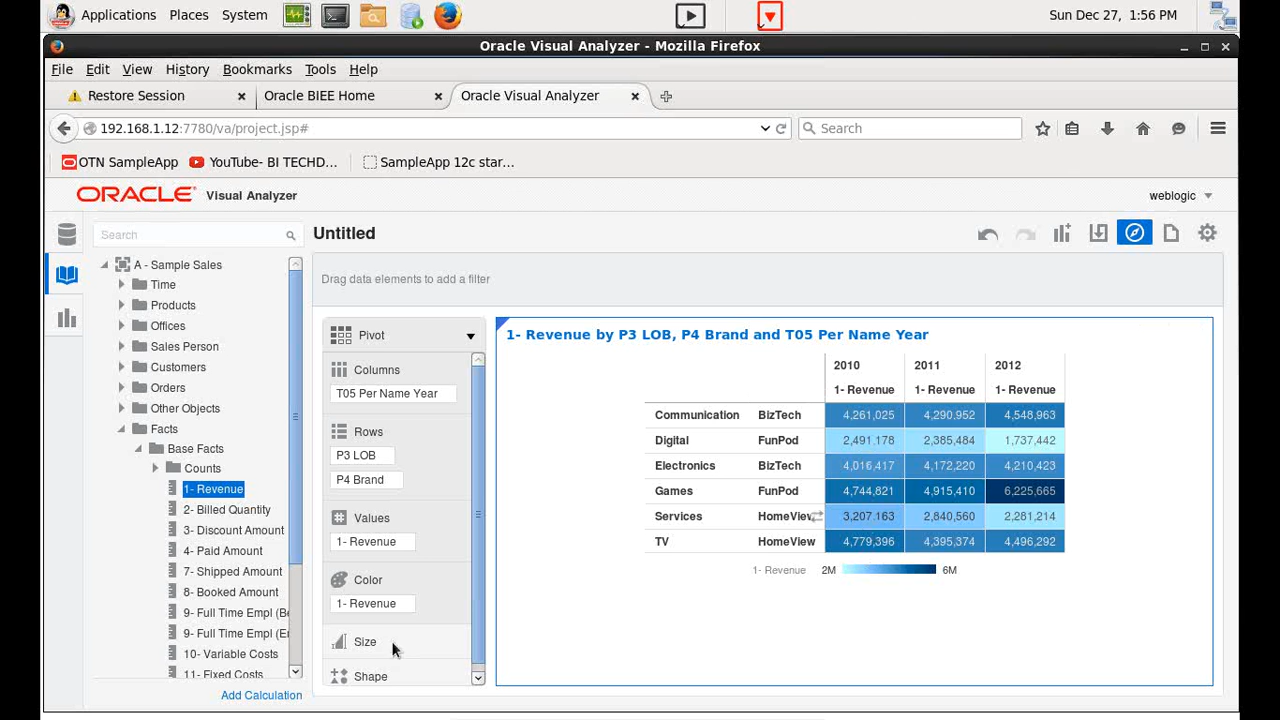 Applications Places System Sun Dec 27, 1:56 PM
Oracle Visual Analyzer - Mozilla Firefox
File Edit View History Bookmarks Tools Help
Restore Session Oracle BIEE Home Oracle Visual Analyzer
192.168.1.12:7780/va/project.jsp# Search
OTN SampleApp YouTube- BI TECHD... SampleApp 12c star...
ORACLE Visual Analyzer weblogic
Search Untitled
Drag data elements to add a filter
A - Sample Sales
Time
Products
Offices
Sales Person
Customers
Orders
Other Objects
Facts
Base Facts
Counts
1- Revenue
2- Billed Quantity
3- Discount Amount
4- Paid Amount
7- Shipped Amount
8- Booked Amount
9- Full Time Empl (Be
9- Full Time Empl (E
10- Variable Costs
11- Fixed Costs
Add Calculation
Pivot
Columns
T05 Per Name Year
Rows
P3 LOB
P4 Brand
Values
1- Revenue
Color
1- Revenue
Size
Shape
1- Revenue by P3 LOB, P4 Brand and T05 Per Name Year
2010 2011 2012
1- Revenue 1- Revenue 1- Revenue
Communication BizTech 4,261,025 4,290,952 4,548,963
Digital FunPod 2,491,178 2,385,484 1,737,442
Electronics BizTech 4,016,417 4,172,220 4,210,423
Games FunPod 4,744,821 4,915,410 6,225,665
Services HomeView 3,207,163 2,840,560 2,281,214
TV HomeView 4,779,396 4,395,374 4,496,292
1- Revenue 2M 6M